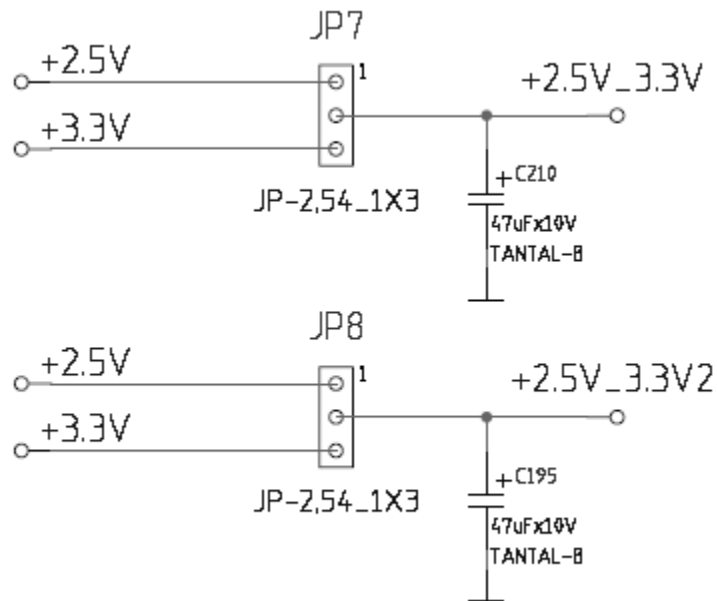 JP7
+2.5V
1
+2.5V_3.3V
+3.3V
+C210
JP-2,54_1X3
47uFx10V
TANTAL-B
JP8
+2.5V
1
+2.5V_3.3V2
+3.3V
+C195
JP-2,54_1X3
47uFx10V
TANTAL-B